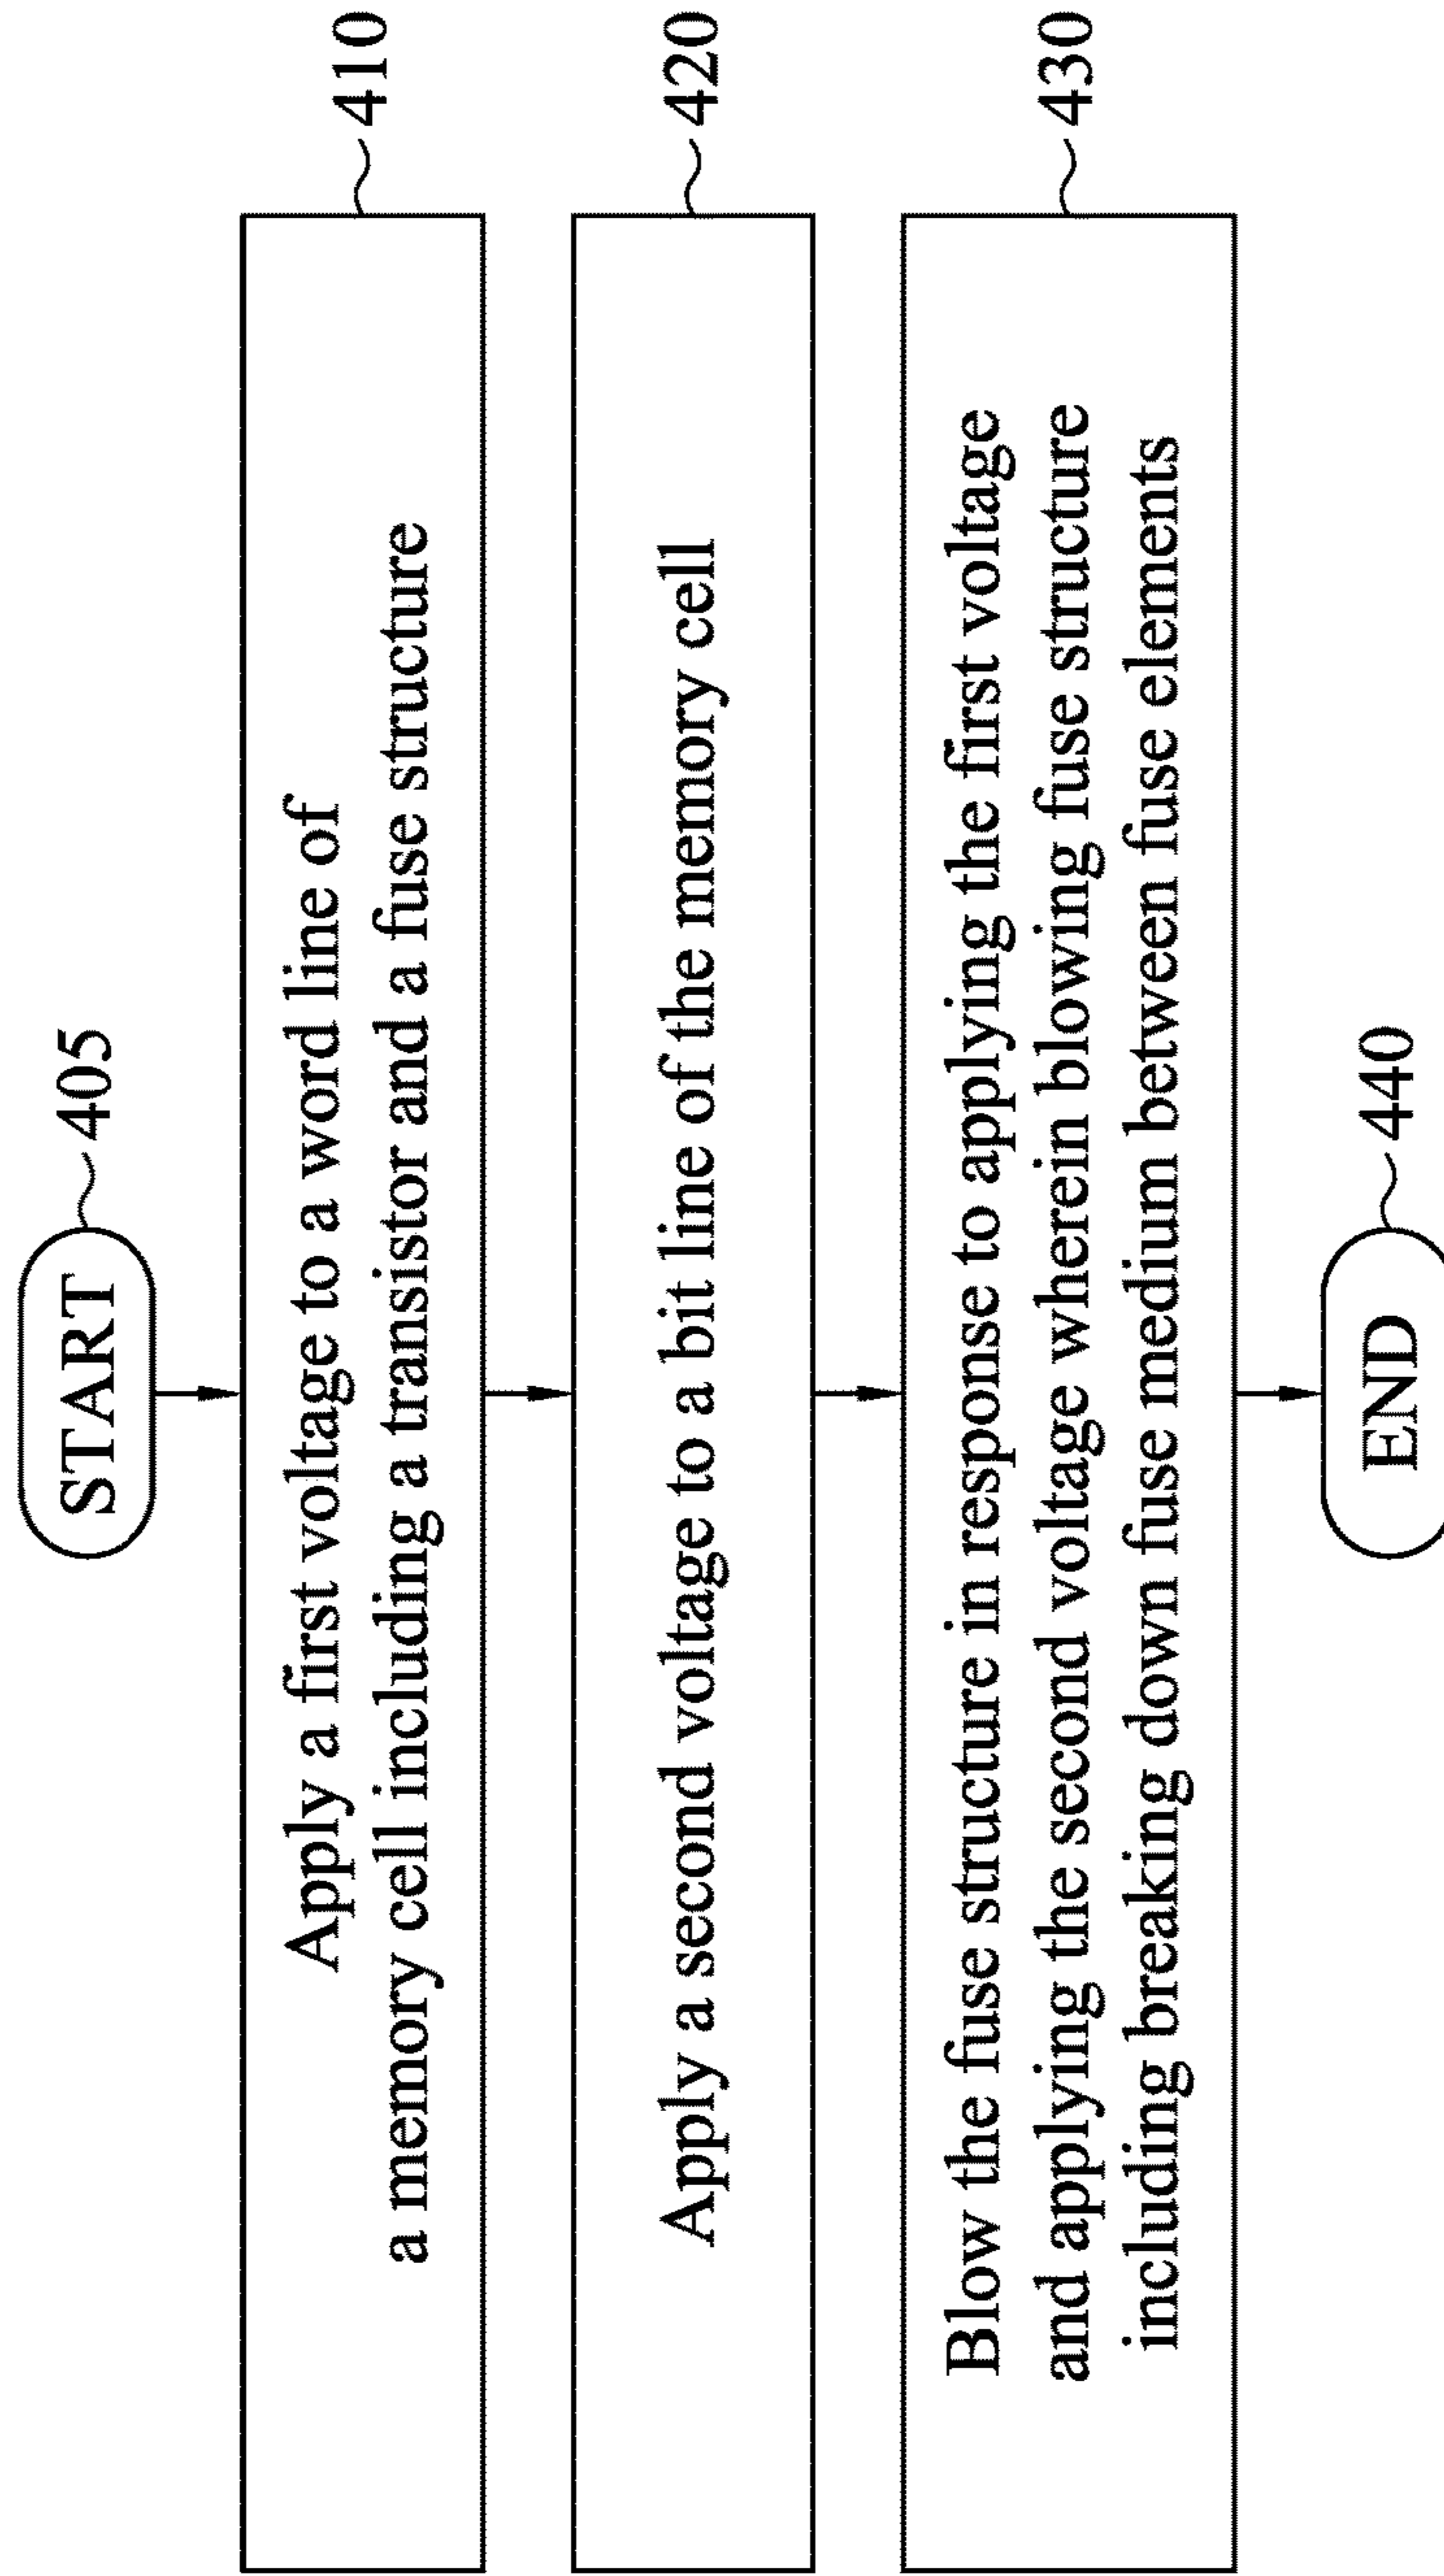 START
405
Apply a first voltage to a word line of
a memory cell including a transistor and a fuse structure
410
Apply a second voltage to a bit line of the memory cell
420
Blow the fuse structure in response to applying the first voltage
and applying the second voltage wherein blowing fuse structure
including breaking down fuse medium between fuse elements
430
END
440